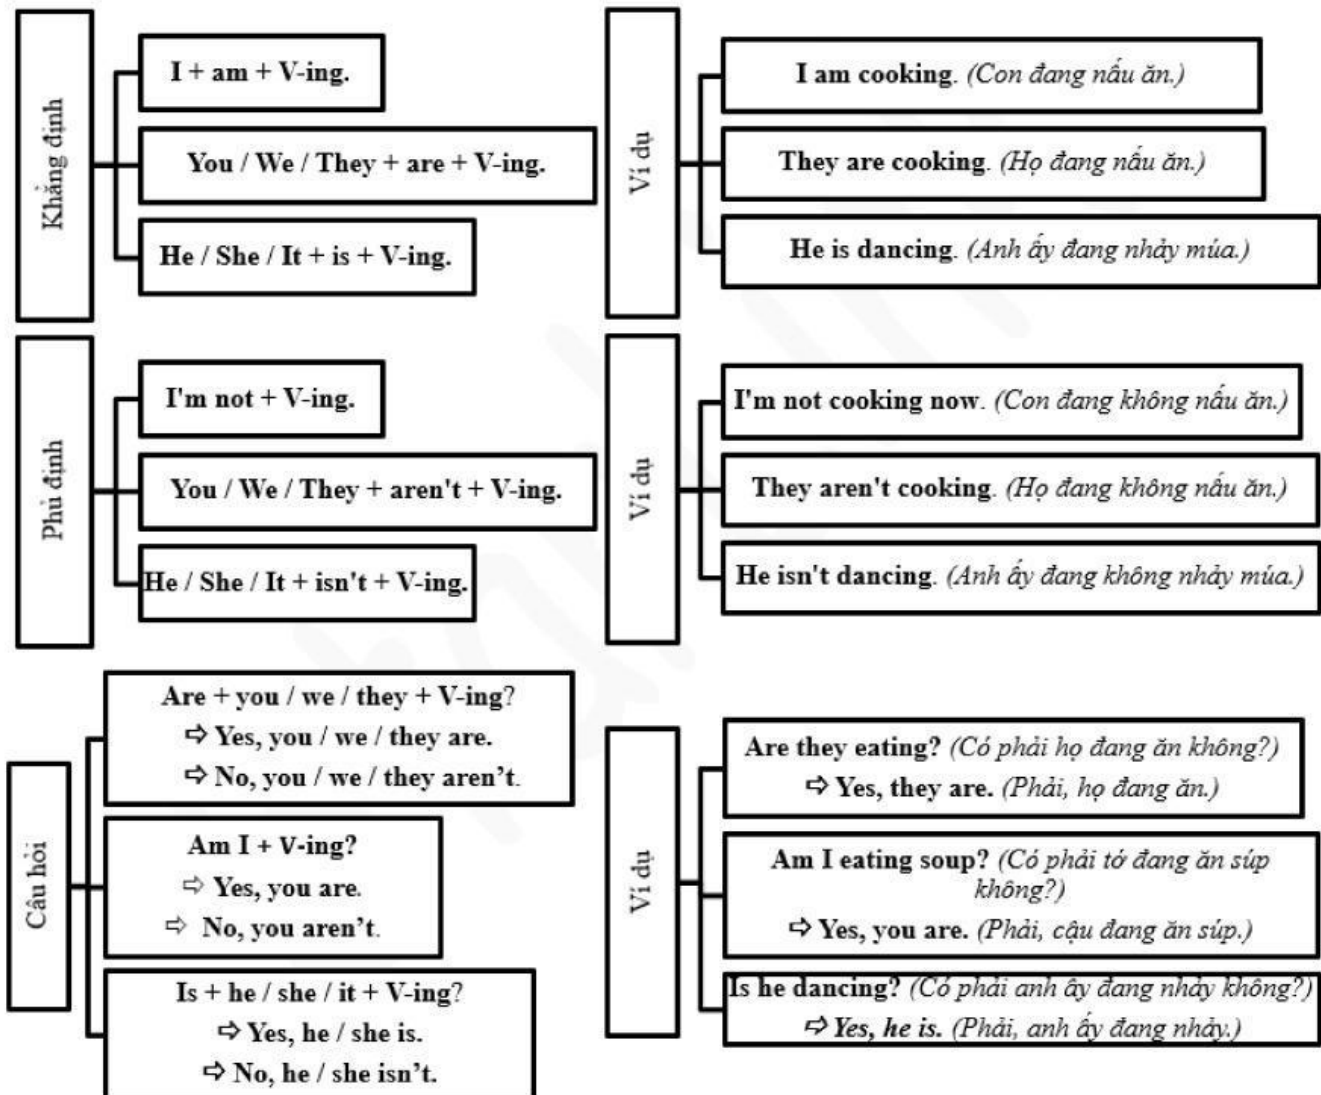 Khẳng định
I + am + V-ing.
You / We / They + are + V-ing.
He / She / It + is + V-ing.
Ví dụ
I am cooking. (Con đang nấu ăn.)
They are cooking. (Họ đang nấu ăn.)
He is dancing. (Anh ấy đang nhảy múa.)
Phủ định
I'm not + V-ing.
You / We / They + aren't + V-ing.
He / She / It + isn't + V-ing.
Ví dụ
I'm not cooking now. (Con đang không nấu ăn.)
They aren't cooking. (Họ đang không nấu ăn.)
He isn't dancing. (Anh ấy đang không nhảy múa.)
Câu hỏi
Are + you / we / they + V-ing?
⇨ Yes, you / we / they are.
⇨ No, you / we / they aren't.
Am I + V-ing?
⇨ Yes, you are.
⇨ No, you aren't.
Is + he / she / it + V-ing?
⇨ Yes, he / she is.
⇨ No, he / she isn't.
Ví dụ
Are they eating? (Có phải họ đang ăn không?)
⇨ Yes, they are. (Phải, họ đang ăn.)
Am I eating soup? (Có phải tớ đang ăn súp
không?)
⇨ Yes, you are. (Phải, cậu đang ăn súp.)
Is he dancing? (Có phải anh ây đang nhảy không?)
⇨ Yes, he is. (Phải, anh ấy đang nhảy.)